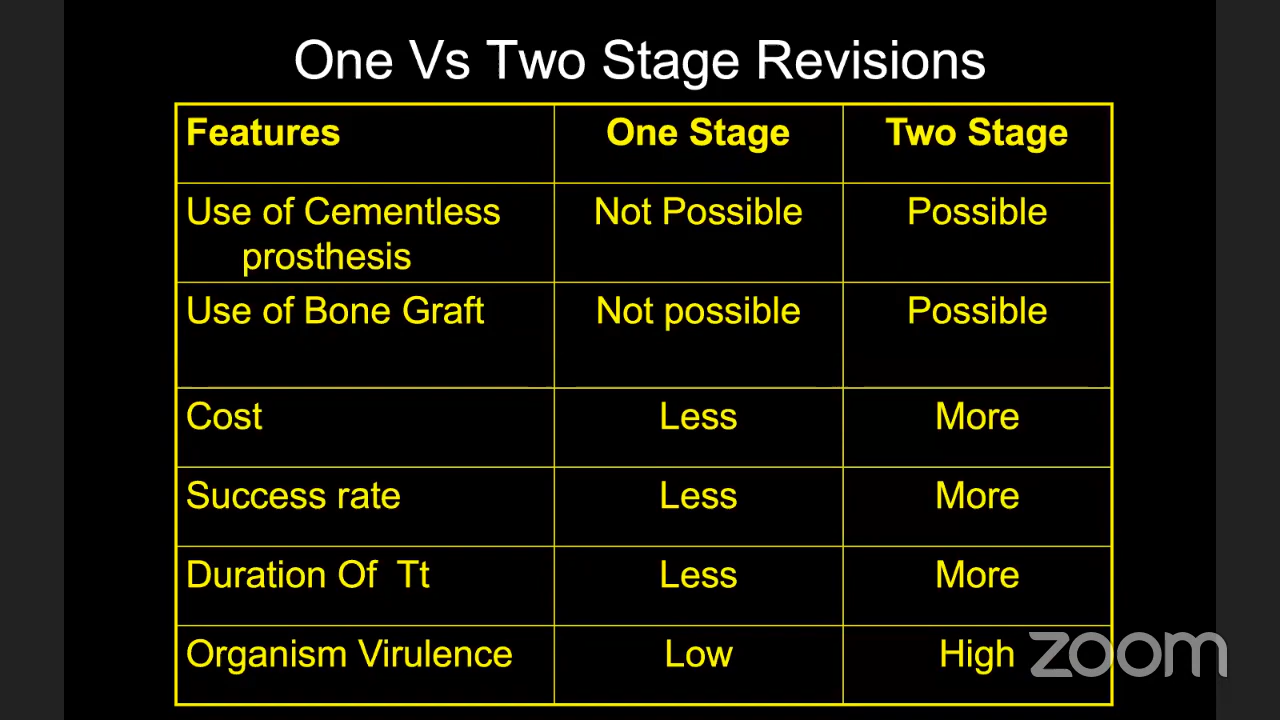 One Vs Two Stage Revisions
Features One Stage Two Stage
Use of Cementless Not Possible Possible
prosthesis
Use of Bone Graft Not possible Possible
Cost Less More
Success rate Less More
Duration Of Tt Less More
Organism Virulence Low High
zoom